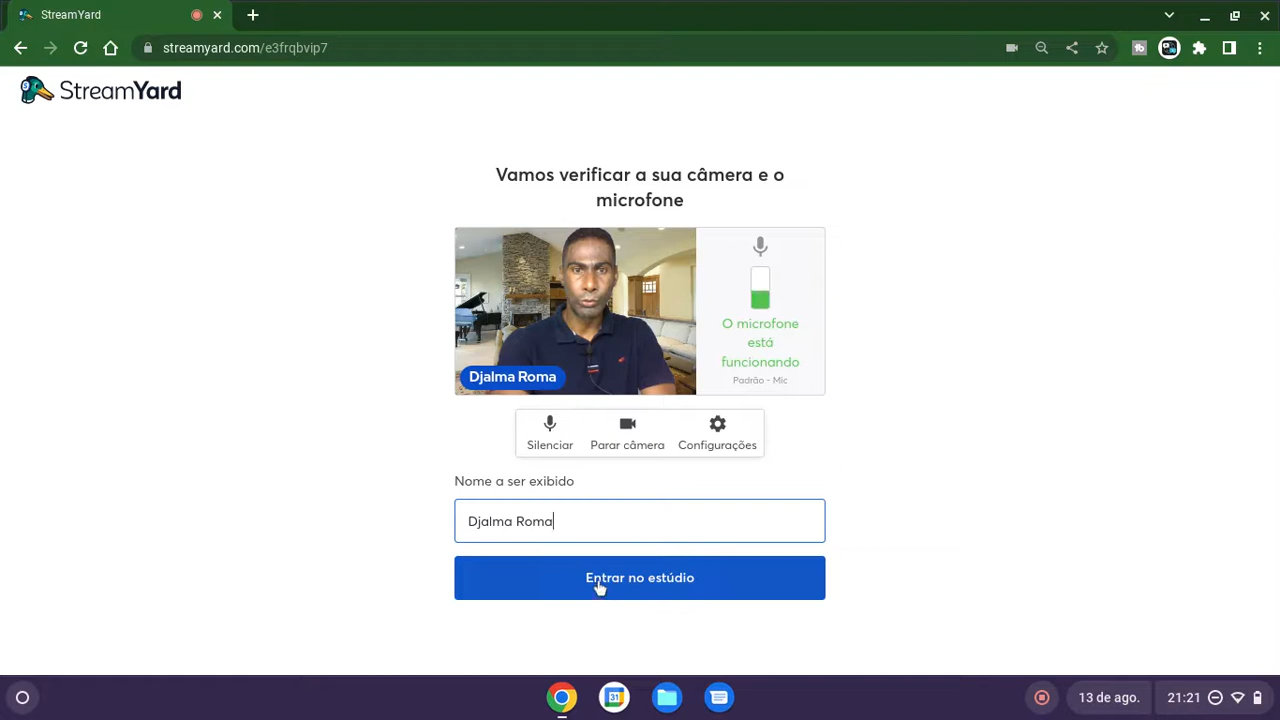 StreamYard
streamyard.com/e3frqbvip7
StreamYard
Vamos verificar a sua câmera e o
microfone
Djalma Roma
O microfone
está
funcionando
Padrão - Mic
Silenciar
Parar câmera
Configurações
Nome a ser exibido
Djalma Roma
Entrar no estúdio
31
13 de ago.
21:21